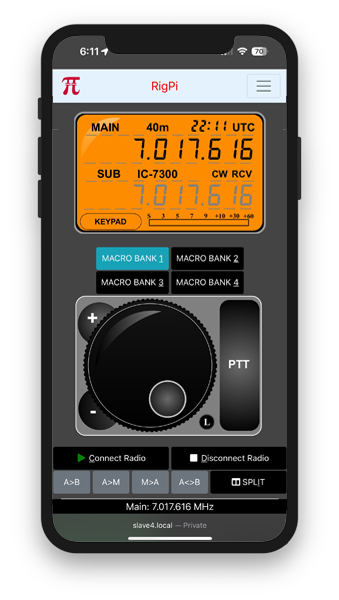 6:11 70
π RigPi
MAIN 40m 22:11 UTC
7.017.616
SUB IC-7300 CW RCV
7.017.616
KEYPAD S 3 5 7 9 +10 +30 +60
MACRO BANK 1 MACRO BANK 2
MACRO BANK 3 MACRO BANK 4
+
PTT
-
L
Connect Radio Disconnect Radio
A>B A>M M>A A<>B SPLIT
Main: 7.017.616 MHz
slave4.local — Private